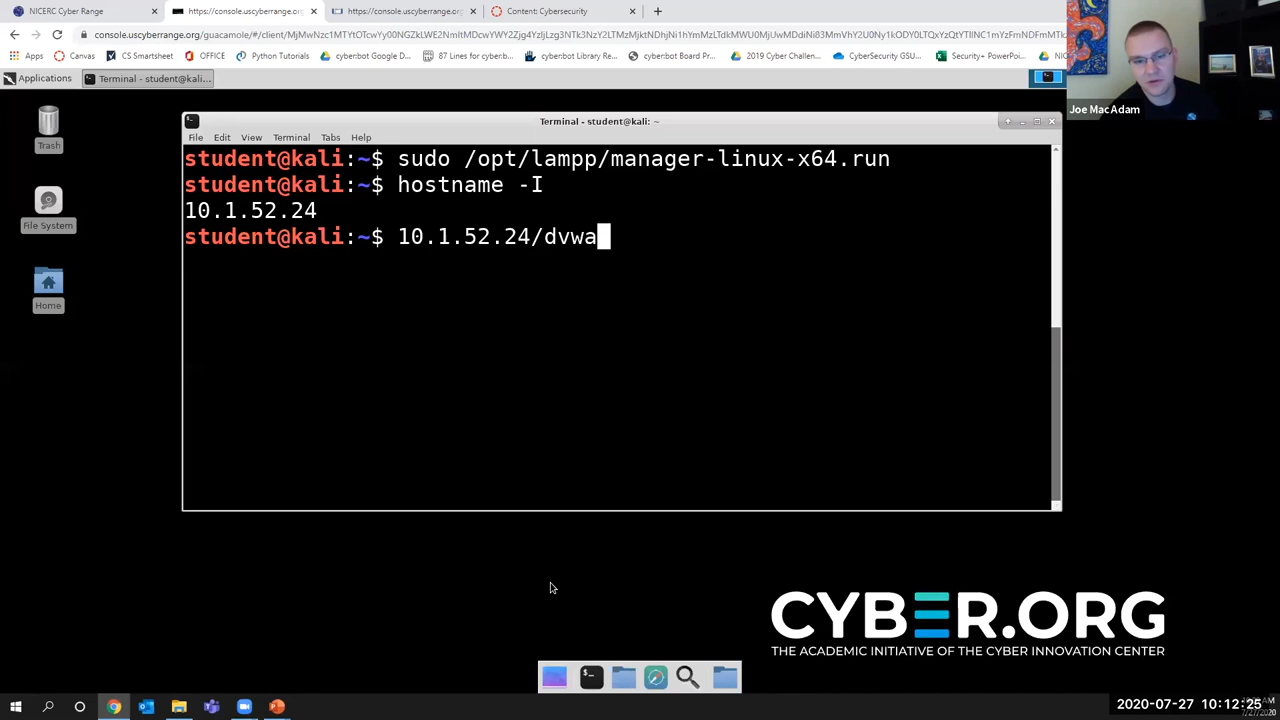 NICERC Cyber Range
https://console.uscyberrange.org
https://console.uscyberrange.org
Content: Cybersecurity
Apps
Canvas
CS Smartsheet
OFFICE
Python Tutorials
cyberbot Google D...
87 Lines for cyber.b...
cyberbot Library Re...
cyberbot Board Pr...
2019 Cyber Challen...
CyberSecurity GSU...
Security+ PowerPoi...
Applications
Terminal - student@kali:...
Joe MacAdam
Trash
File System
Home
Terminal - student@kali: ~
File Edit View Terminal Tabs Help
student@kali:~$ sudo /opt/lampp/manager-linux-x64.run
student@kali:~$ hostname -I
10.1.52.24
student@kali:~$ 10.1.52.24/dvwa
CYBER.ORG
THE ACADEMIC INITIATIVE OF THE CYBER INNOVATION CENTER
2020-07-27 10:12:25